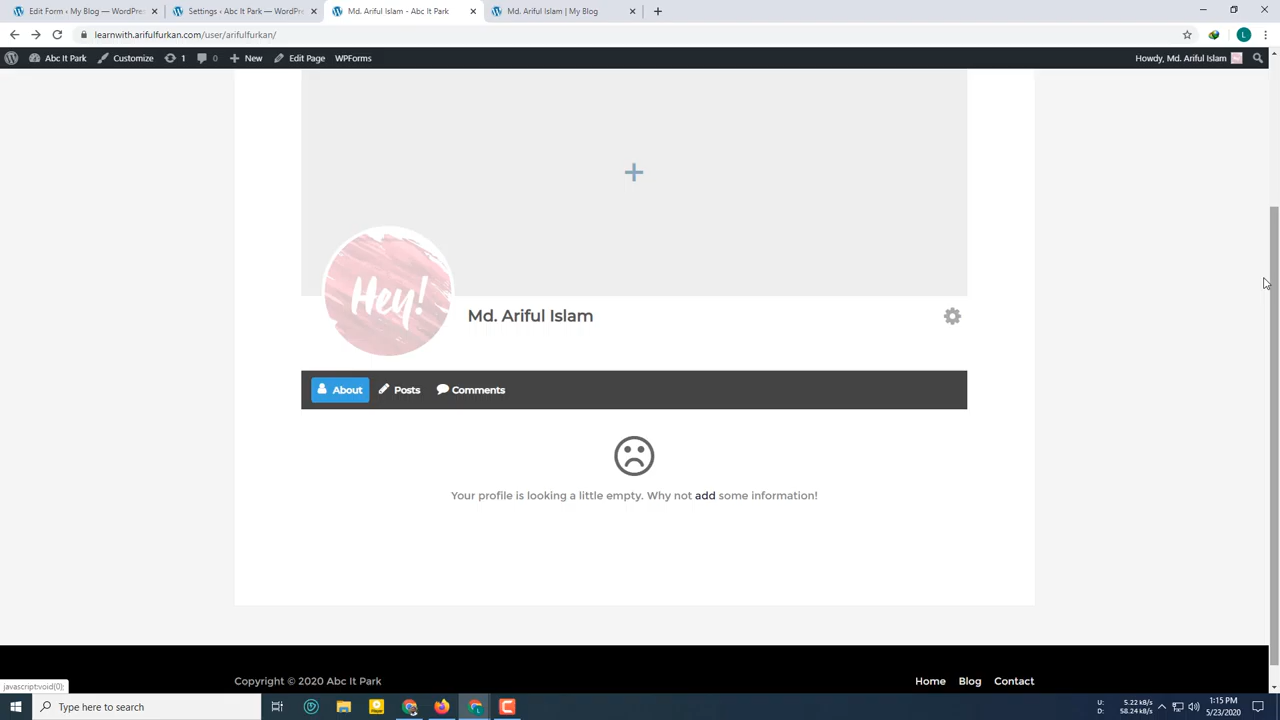 Edit Form ‹ My Blog — WordPre
Settings ‹ Abc It Park — WordPre
Md. Ariful Islam - Abc It Park
Md. Ariful Islam | My Blog
learnwith.arifulfurkan.com/user/arifulfurkan/
L
Abc It Park
Customize
1
0
New
Edit Page
WPForms
Howdy, Md. Ariful Islam
Hey!
Md. Ariful Islam
About
Posts
Comments
Your profile is looking a little empty. Why not add some information!
Copyright © 2020 Abc It Park
Home
Blog
Contact
javascript:void(0);
Type here to search
U: 5.22 kB/s
D: 58.24 kB/s
1:15 PM
5/23/2020